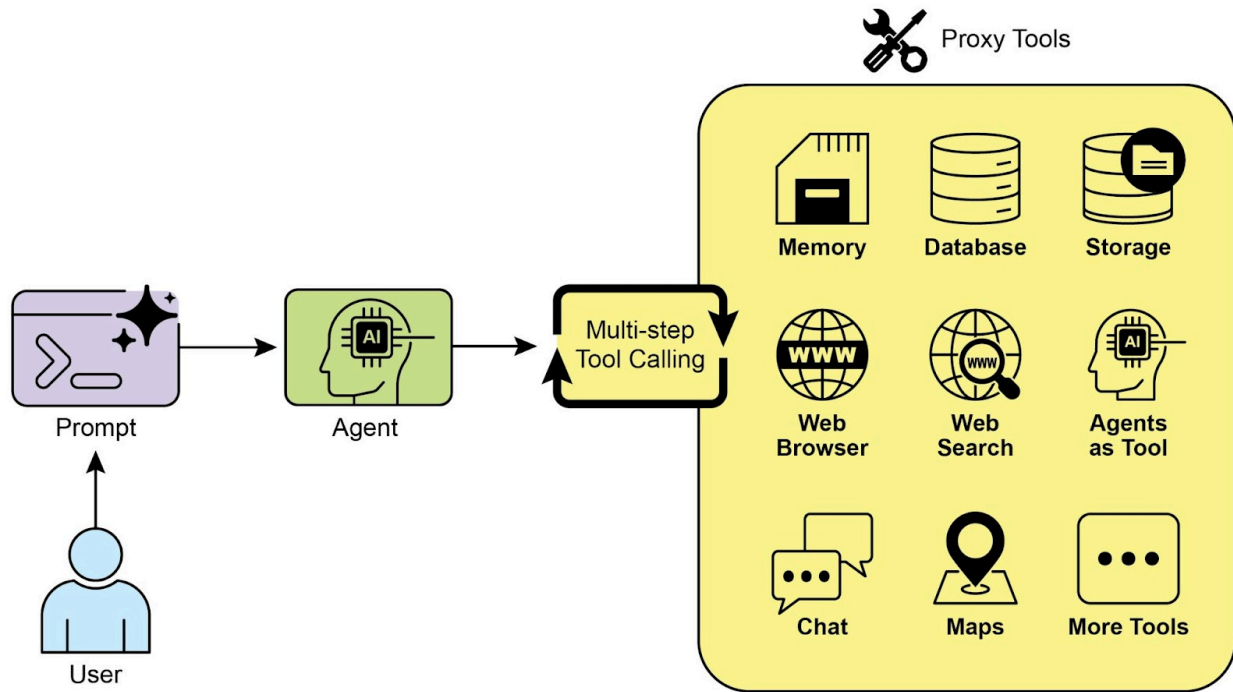 Proxy Tools
Memory
Database
Storage
Prompt
AI
Agent
Multi-step
Tool Calling
WWW
Web
Browser
WWW
Web
Search
AI
Agents
as Tool
User
Chat
Maps
More Tools